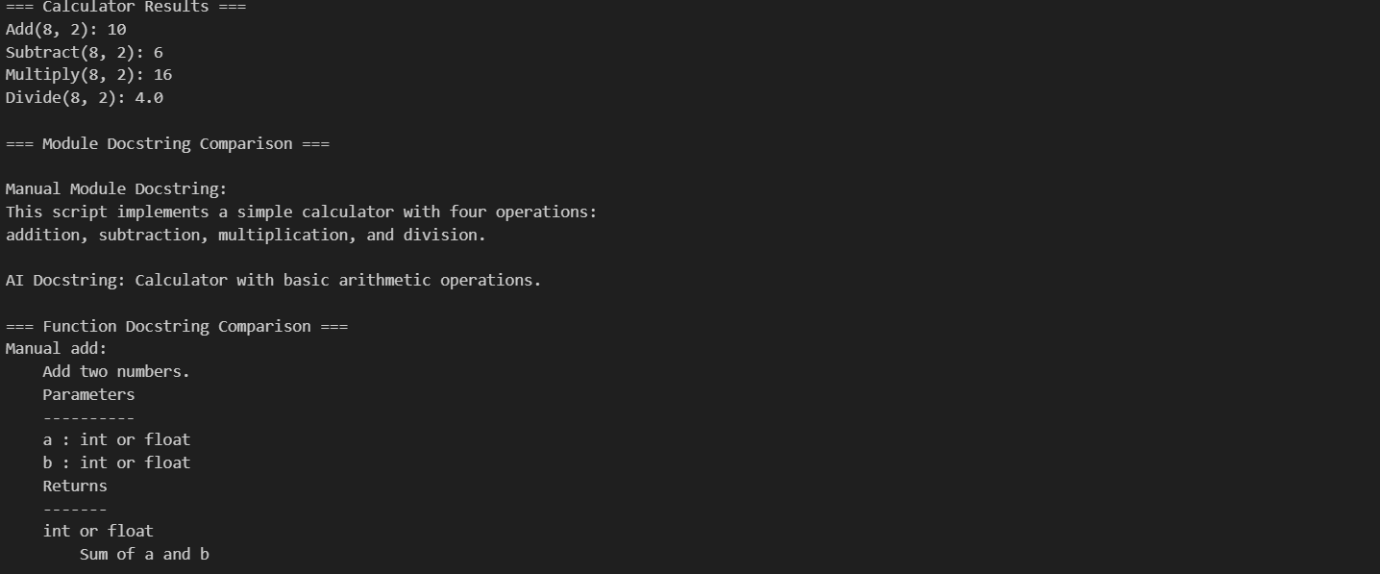 === Calculator Results ===
Add(8, 2): 10
Subtract(8, 2): 6
Multiply(8, 2): 16
Divide(8, 2): 4.0
=== Module Docstring Comparison ===
Manual Module Docstring:
This script implements a simple calculator with four operations:
addition, subtraction, multiplication, and division.
AI Docstring: Calculator with basic arithmetic operations.
=== Function Docstring Comparison ===
Manual add:
    Add two numbers.
    Parameters
    ----------
    a : int or float
    b : int or float
    Returns
    -------
    int or float
        Sum of a and b